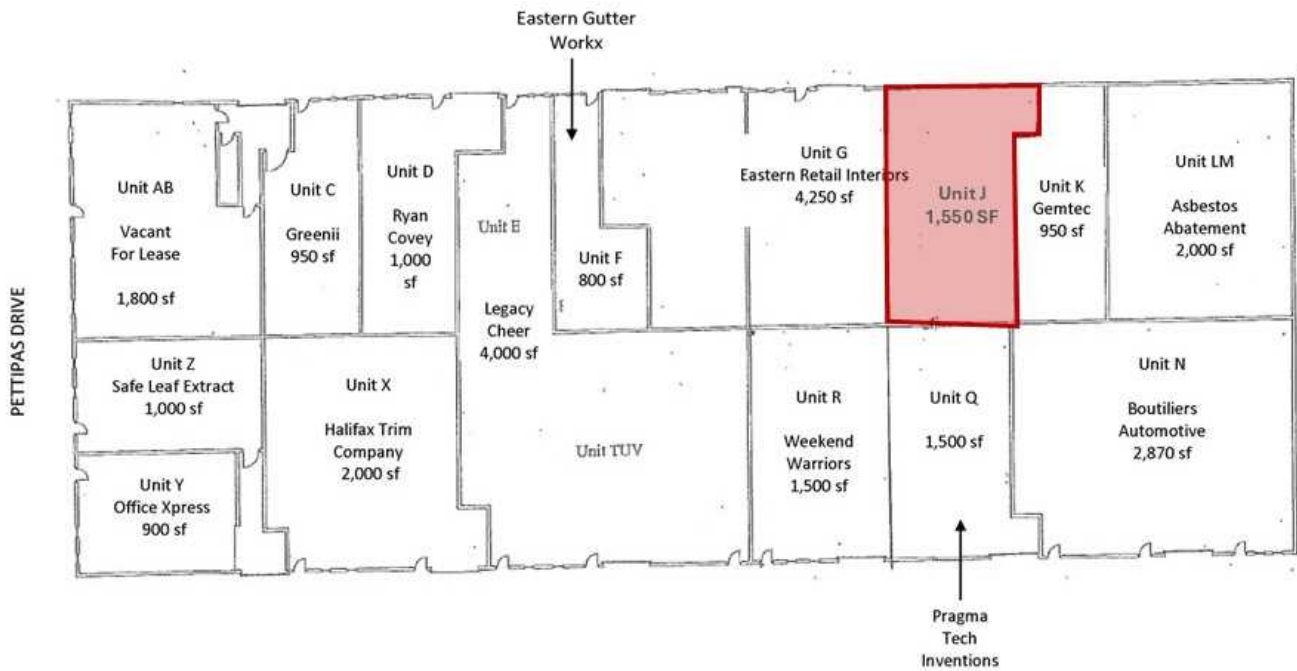 Eastern Gutter
Workx
PETTIPAS DRIVE
Unit AB
Vacant
For Lease
1,800 sf
Unit C
Greenii
950 sf
Unit D
Ryan
Covey
1,000
sf
Unit E
Legacy
Cheer
4,000 sf
Unit F
800 sf
Unit G
Eastern Retail Interiors
4,250 sf
Unit J
1,550 SF
Unit K
Gemtec
950 sf
Unit LM
Asbestos
Abatement
2,000 sf
Unit Z
Safe Leaf Extract
1,000 sf
Unit Y
Office Xpress
900 sf
Unit X
Halifax Trim
Company
2,000 sf
Unit TUV
Unit R
Weekend
Warriors
1,500 sf
Unit Q
1,500 sf
Unit N
Boutiliers
Automotive
2,870 sf
Pragma
Tech
Inventions